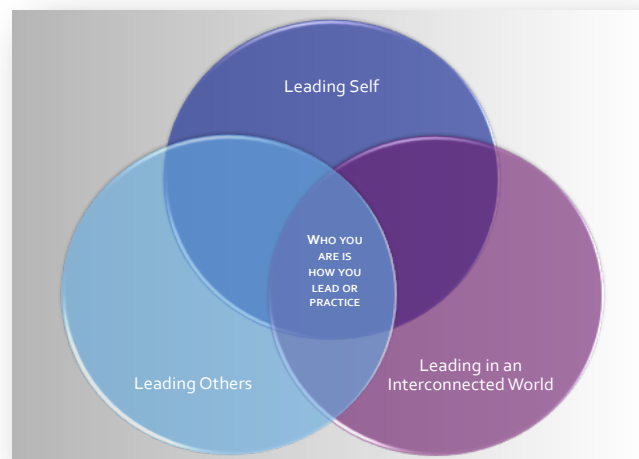 Leading Self
WHO YOU
ARE IS
HOW YOU
LEAD OR
PRACTICE
Leading Others
Leading in an
Interconnected World